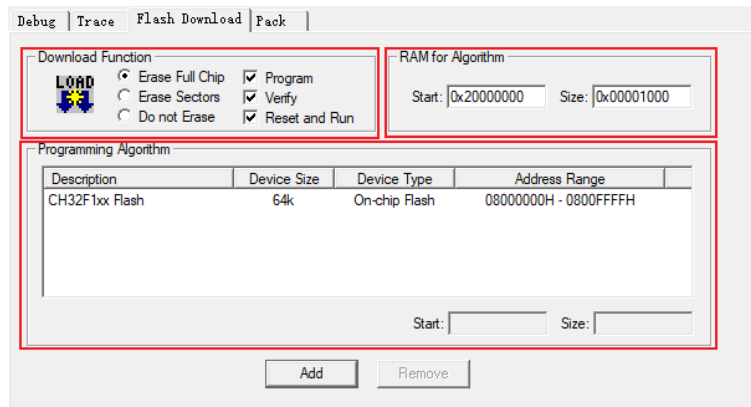 Debug Trace Flash Download Pack
Download Function
LOAD
Erase Full Chip
Erase Sectors
Do not Erase
Program
Verify
Reset and Run
RAM for Algorithm
Start: 0x20000000 Size: 0x00001000
Programming Algorithm
Description Device Size Device Type Address Range
CH32F1xx Flash 64k On-chip Flash 08000000H - 0800FFFFH
Start: Size:
Add Remove